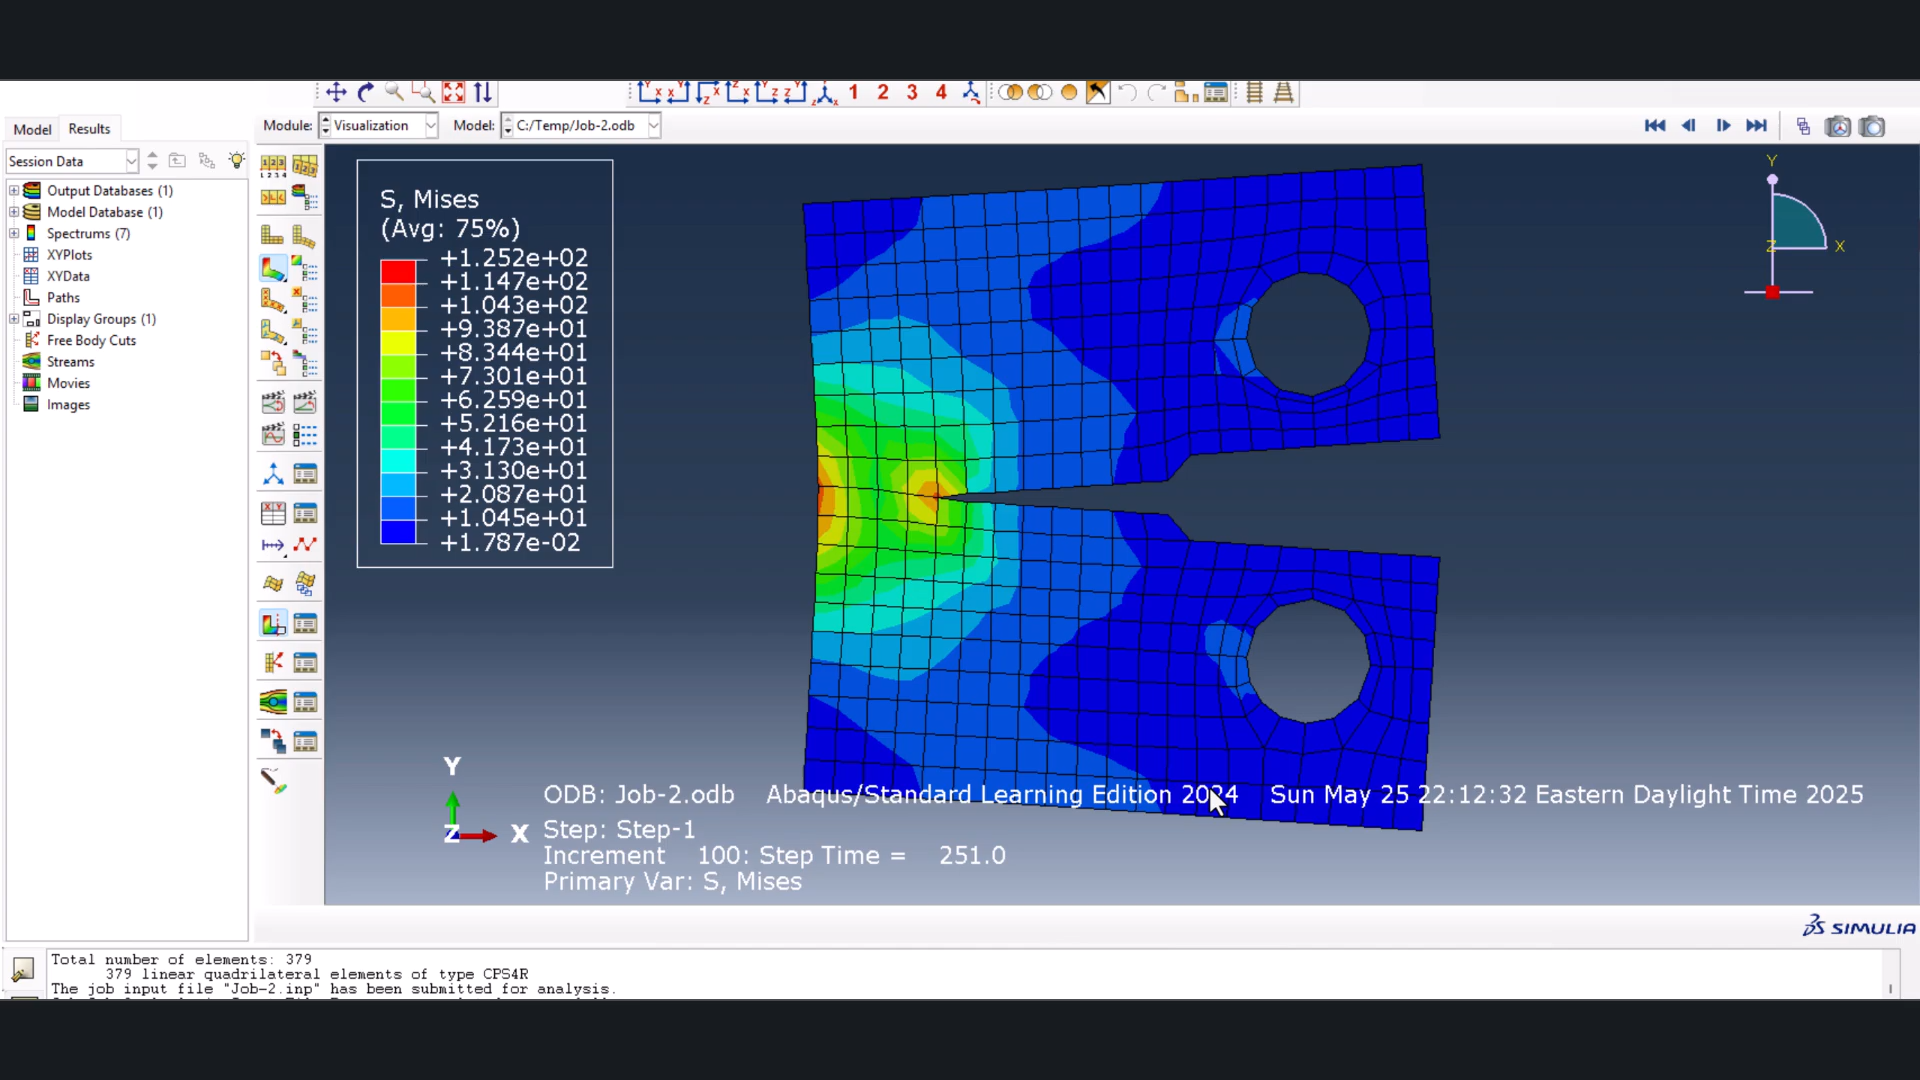 1 2 3 4
Model Results
Module: Visualization Model: C:/Temp/Job-2.odb
Session Data
Output Databases (1)
Model Database (1)
Spectrums (7)
XYPlots
XYData
Paths
Display Groups (1)
Free Body Cuts
Streams
Movies
Images
S, Mises
(Avg: 75%)
+1.252e+02
+1.147e+02
+1.043e+02
+9.387e+01
+8.344e+01
+7.301e+01
+6.259e+01
+5.216e+01
+4.173e+01
+3.130e+01
+2.087e+01
+1.045e+01
+1.787e-02
Y
Z X
Y
Z X
ODB: Job-2.odb Abaqus/Standard Learning Edition 2024 Sun May 25 22:12:32 Eastern Daylight Time 2025
Step: Step-1
Increment 100: Step Time = 251.0
Primary Var: S, Mises
SIMULIA
Total number of elements: 379
379 linear quadrilateral elements of type CPS4R
The job input file "Job-2.inp" has been submitted for analysis.